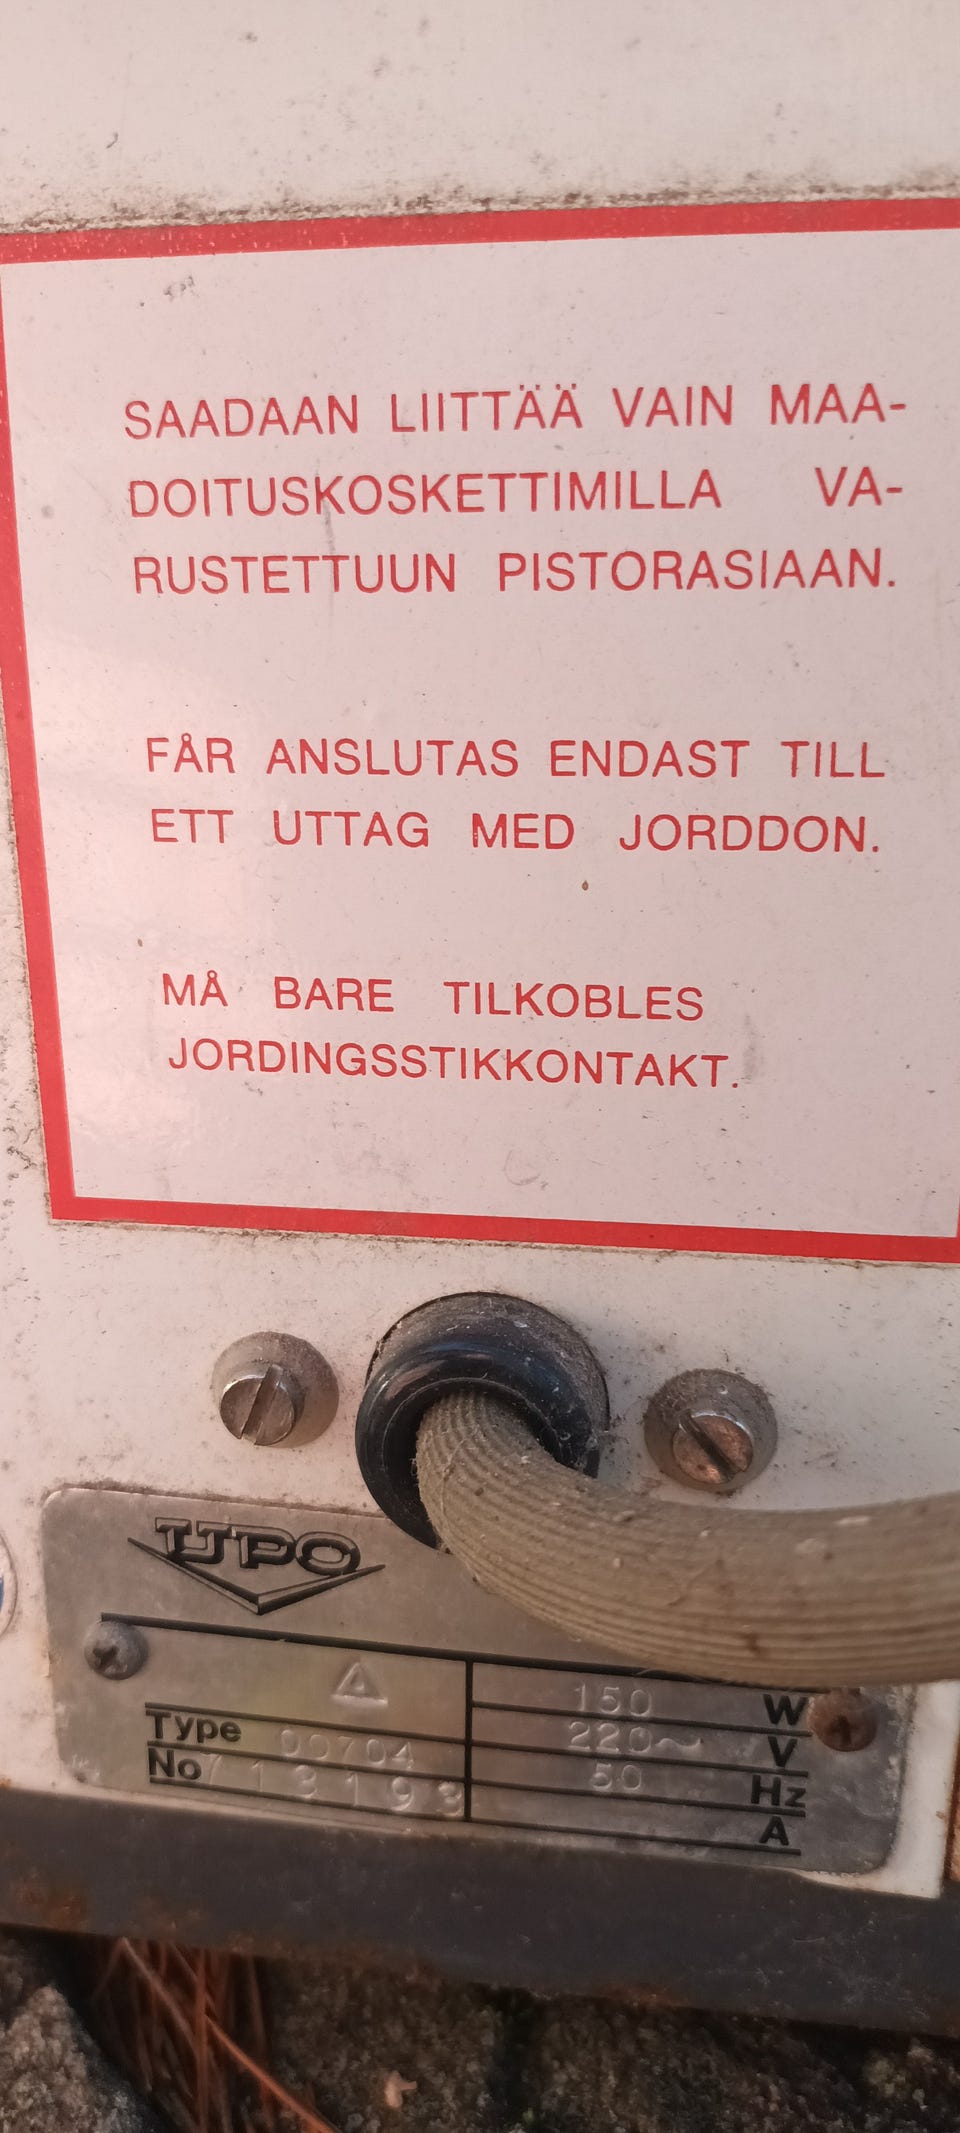 SAADAAN LIITTÄÄ VAIN MAA-
DOITUSKOSKETTIMILLA VA-
RUSTETTUUN PISTORASIAAN.
FÅR ANSLUTAS ENDAST TILL
ETT UTTAG MED JORDDON.
MÅ BARE TILKOBLES
JORDINGSSTIKKONTAKT.
UPO
150 W
Type 00704 220~ V
No 713193 50 Hz
A